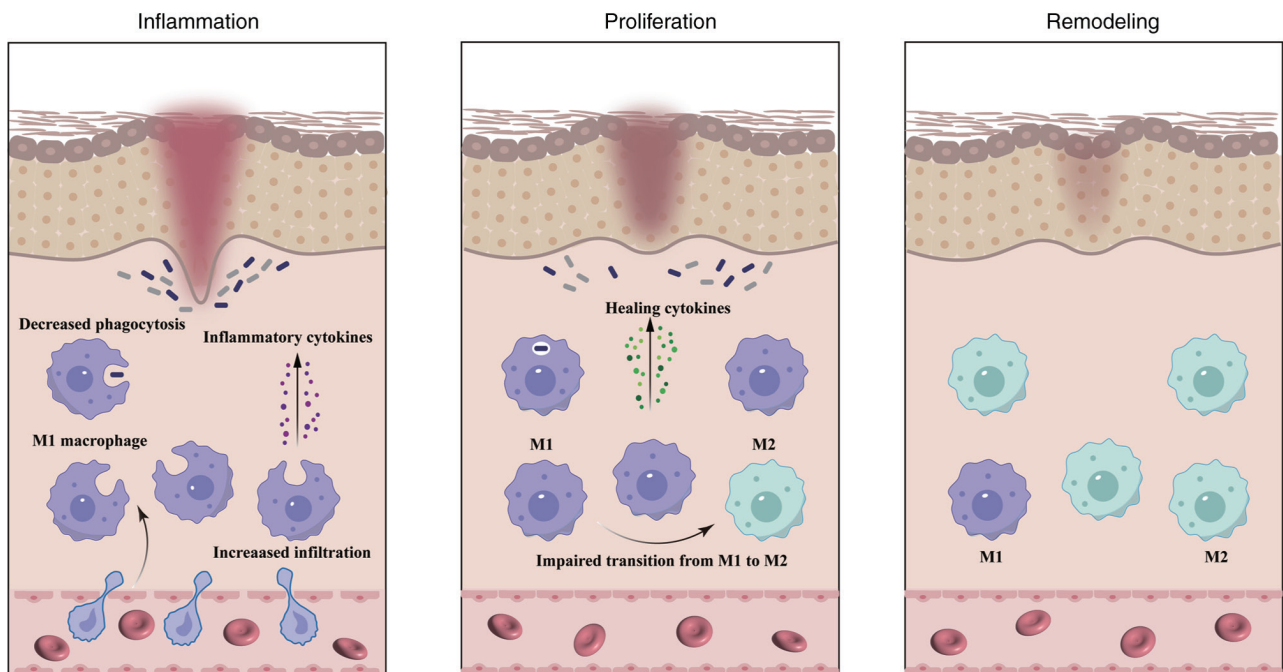 Inflammation
Decreased phagocytosis
Inflammatory cytokines
M1 macrophage
Increaased infiltration
Proliferation
Healing cytokines
M1
M2
Impaired transition from M1 to M2
Remodeling
M1
M2